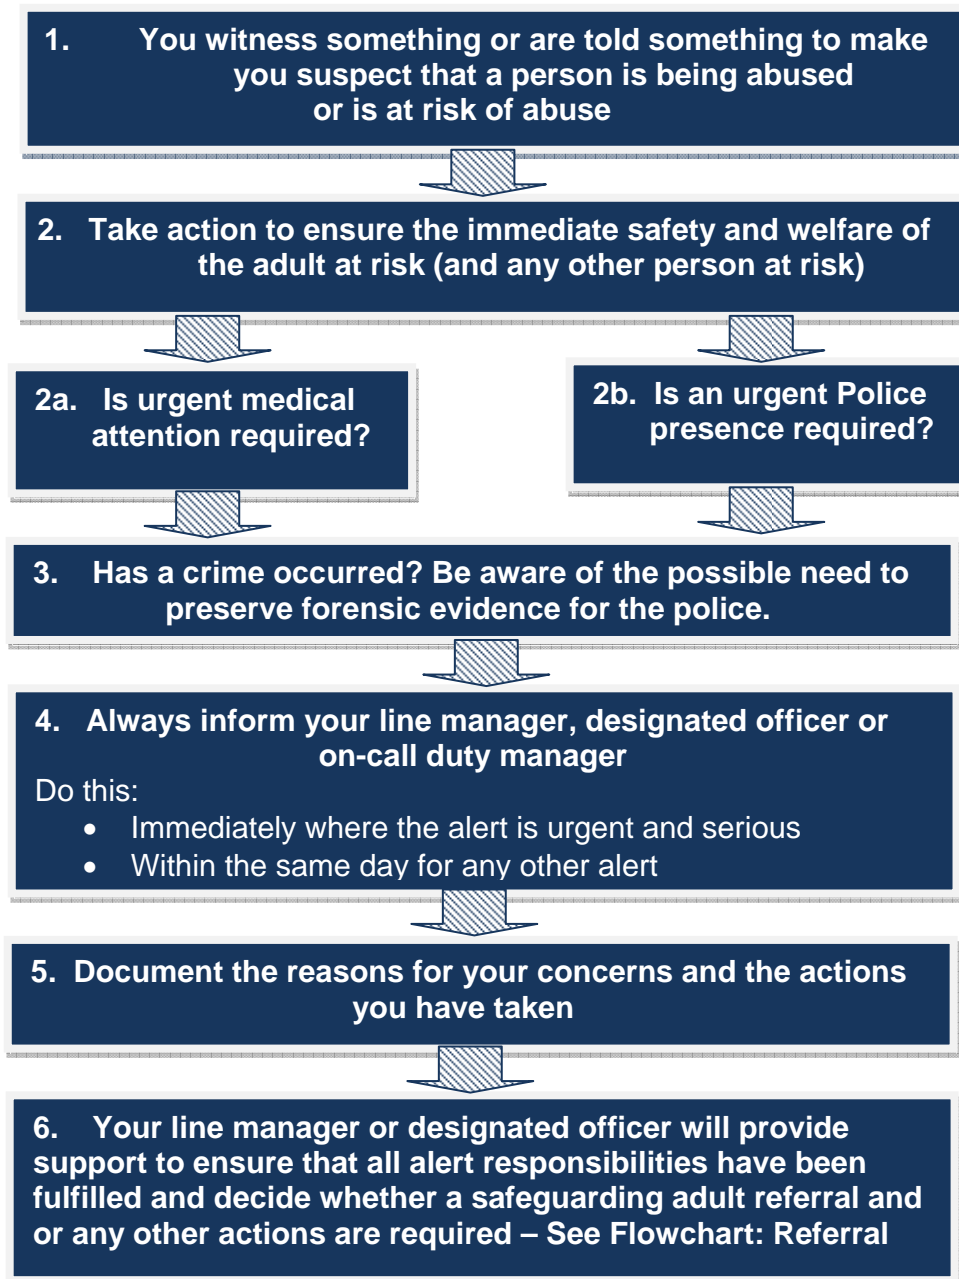 1. You witness something or are told something to make
you suspect that a person is being abused
or is at risk of abuse
2. Take action to ensure the immediate safety and welfare of
the adult at risk (and any other person at risk)
2a. Is urgent medical
attention required?
2b. Is an urgent Police
presence required?
3. Has a crime occurred? Be aware of the possible need to
preserve forensic evidence for the police.
4. Always inform your line manager, designated officer or
on-call duty manager
Do this:
• Immediately where the alert is urgent and serious
• Within the same day for any other alert
5. Document the reasons for your concerns and the actions
you have taken
6. Your line manager or designated officer will provide
support to ensure that all alert responsibilities have been
fulfilled and decide whether a safeguarding adult referral and
or any other actions are required – See Flowchart: Referral